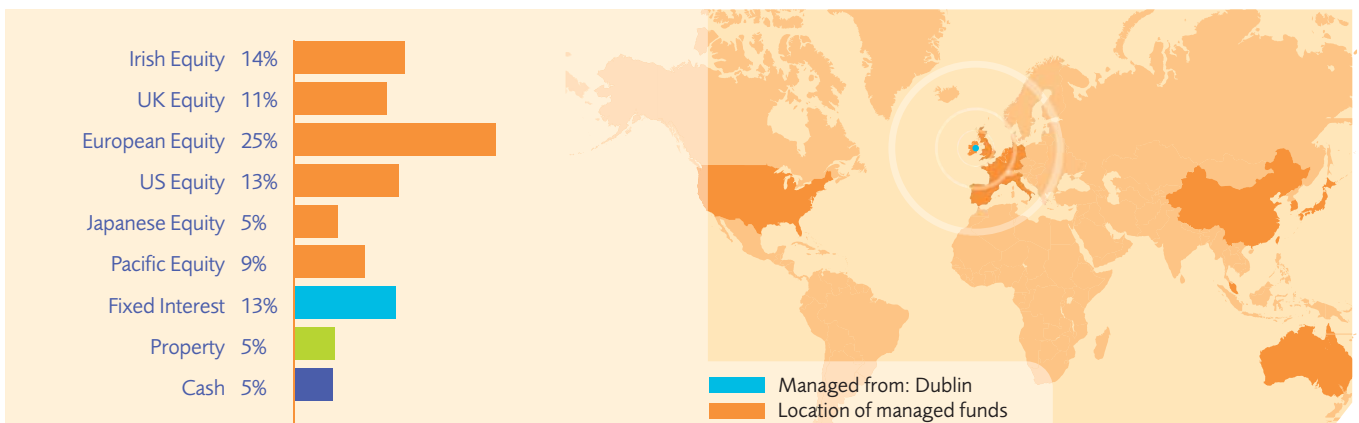 Irish Equity 14%
UK Equity 11%
European Equity 25%
US Equity 13%
Japanese Equity 5%
Pacific Equity 9%
Fixed Interest 13%
Property 5%
Cash 5%
Managed from: Dublin
Location of managed funds